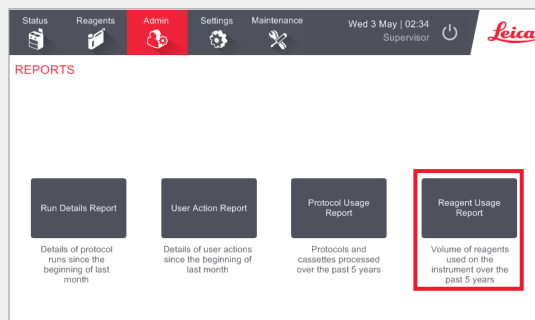 Status Reagents Admin Settings Maintenance Wed 3 May | 02:34
Supervisor
Leica
REPORTS
Run Details Report
User Action Report
Protocol Usage
Report
Reagent Usage
Report
Details of protocol
runs since the
beginning of last
month
Details of user actions
since the beginning of
last month
Protocols and
cassettes processed
over the past 5 years
Volume of reagents
used on the
instrument over the
past 5 years